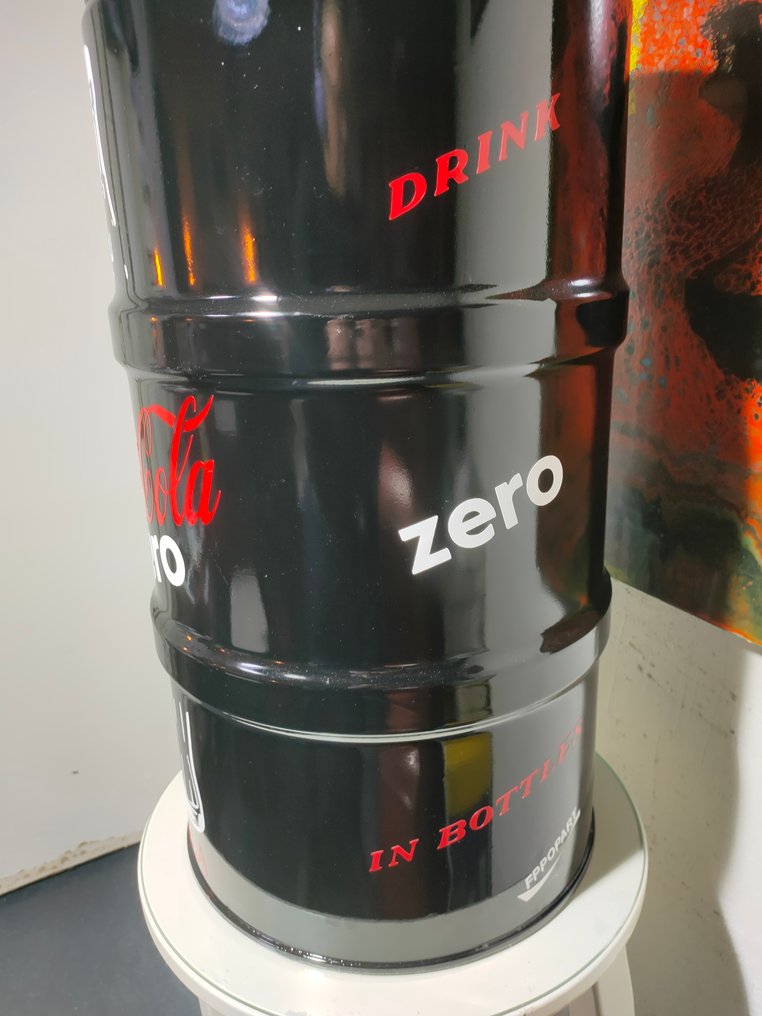 DRINK
Cola
ro
zero
IN BOTTLES
FPPOPART